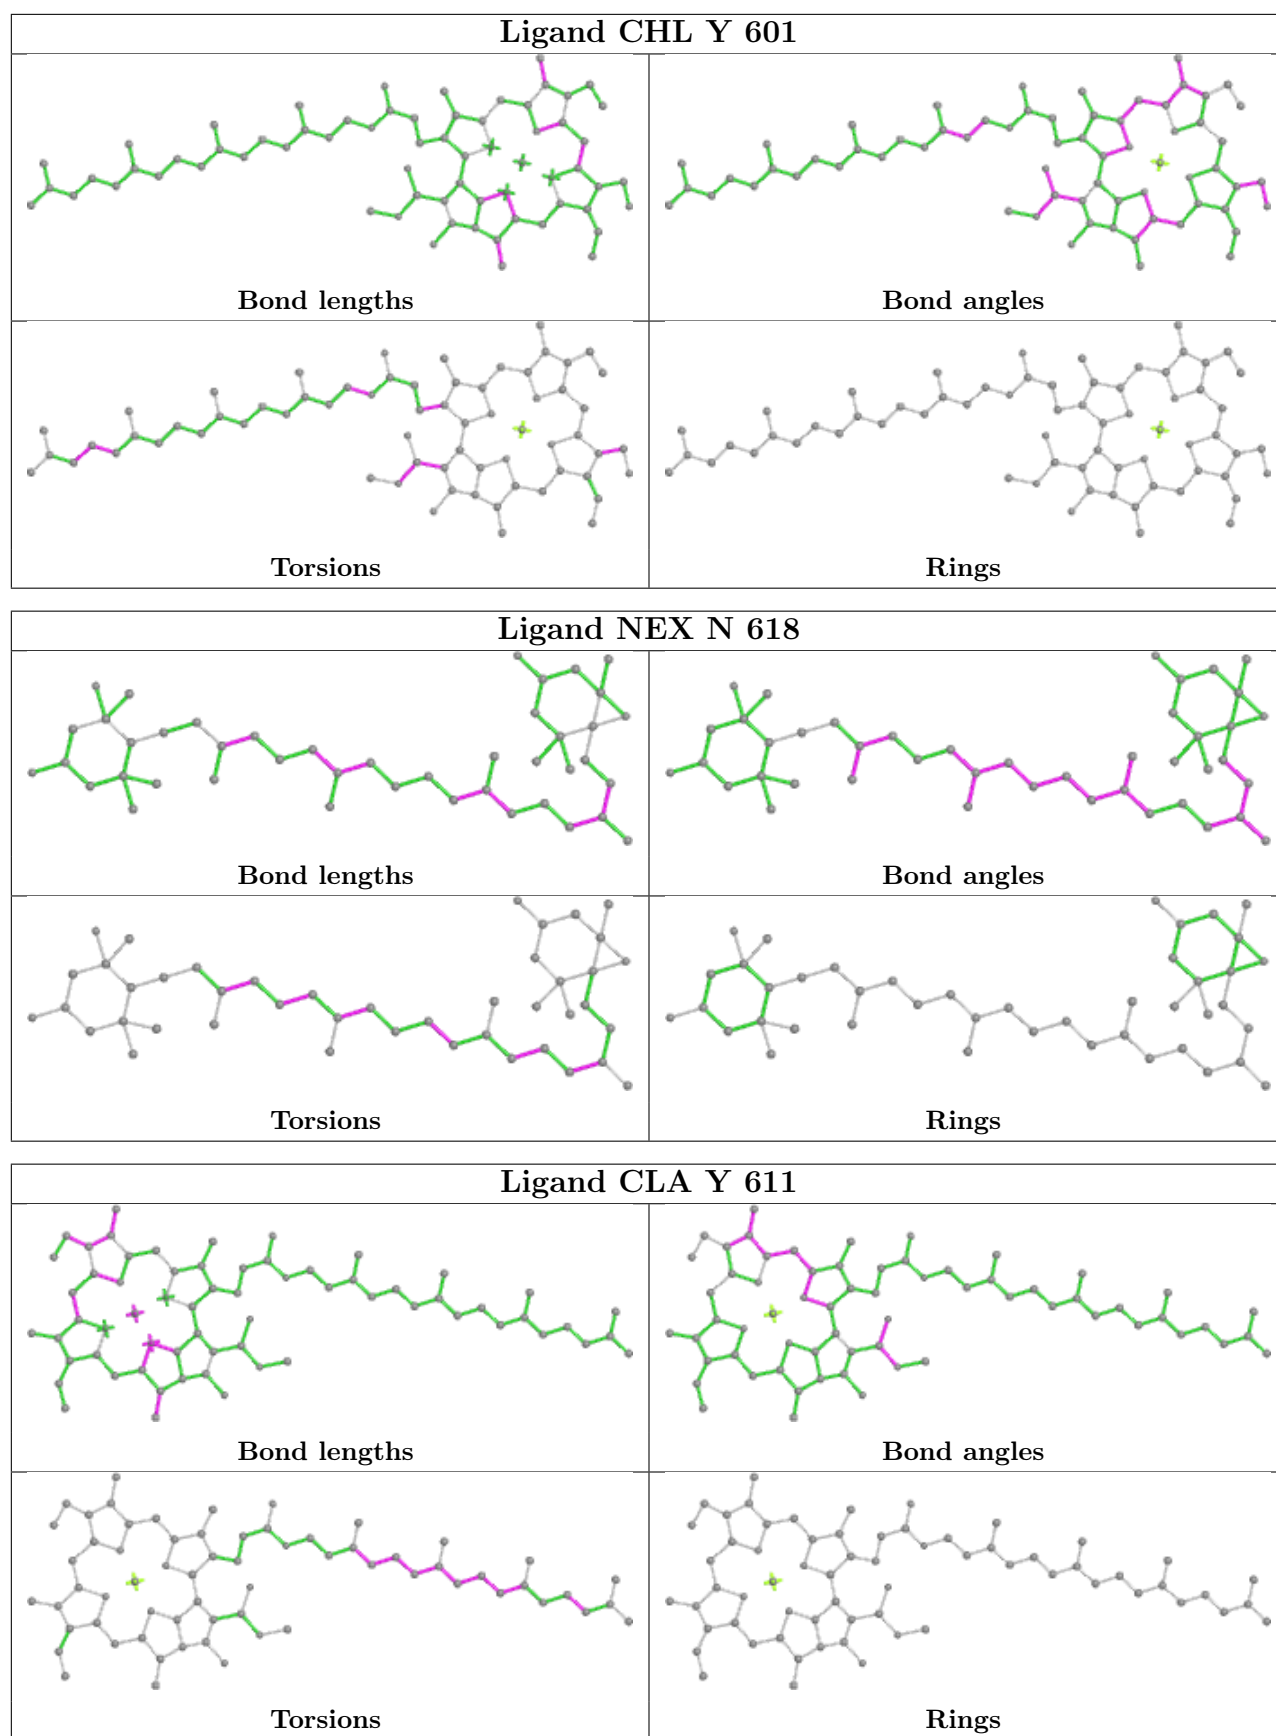 Ligand CHL Y 601
Bond lengths
Bond angles
Torsions
Rings
Ligand NEX N 618
Bond lengths
Bond angles
Torsions
Rings
Ligand CLA Y 611
Bond lengths
Bond angles
Torsions
Rings